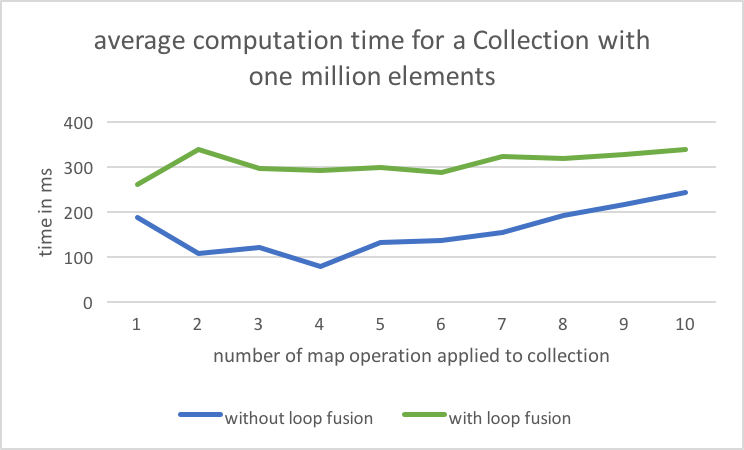 average computation time for a Collection with
one million elements
400
300
200
100
0
time in ms
1 2 3 4 5 6 7 8 9 10
number of map operation applied to collection
without loop fusion with loop fusion